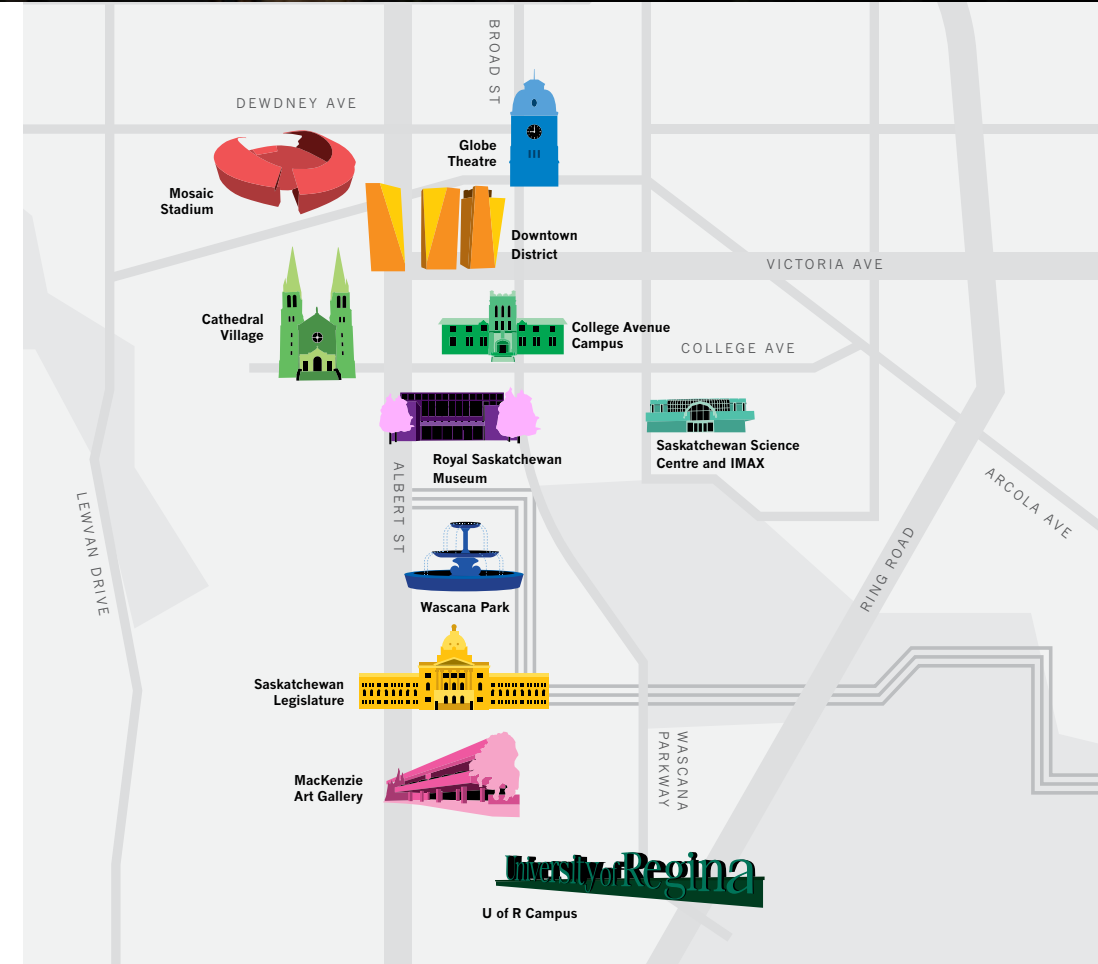 BROAD ST
DEWDNEY AVE
Globe
Theatre
Mosaic
Stadium
Downtown
District
VICTORIA AVE
Cathedral
Village
College Avenue
Campus
COLLEGE AVE
Royal Saskatchewan
Museum
Saskatchewan Science
Centre and IMAX
ALBERT ST
LEWVAN DRIVE
ARCOLA AVE
RING ROAD
Wascana Park
Saskatchewan
Legislature
WASCANA
PARKWAY
MacKenzie
Art Gallery
University of Regina
U of R Campus